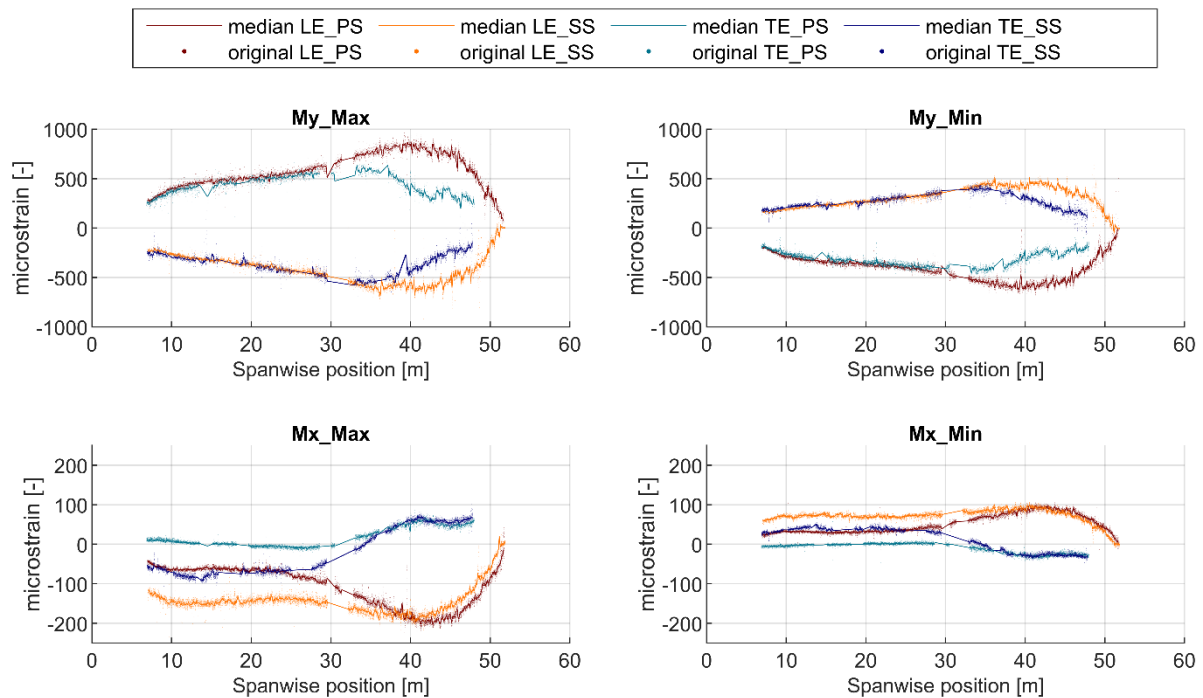 median LE_PS median LE_SS median TE_PS median TE_SS
original LE_PS original LE_SS original TE_PS original TE_SS
My_Max
1000
500
0
-500
-1000
microstrain [-]
0 10 20 30 40 50 60
Spanwise position [m]
My_Min
1000
500
0
-500
-1000
microstrain [-]
0 10 20 30 40 50 60
Spanwise position [m]
Mx_Max
200
100
0
-100
-200
microstrain [-]
0 10 20 30 40 50 60
Spanwise position [m]
Mx_Min
200
100
0
-100
-200
microstrain [-]
0 10 20 30 40 50 60
Spanwise position [m]